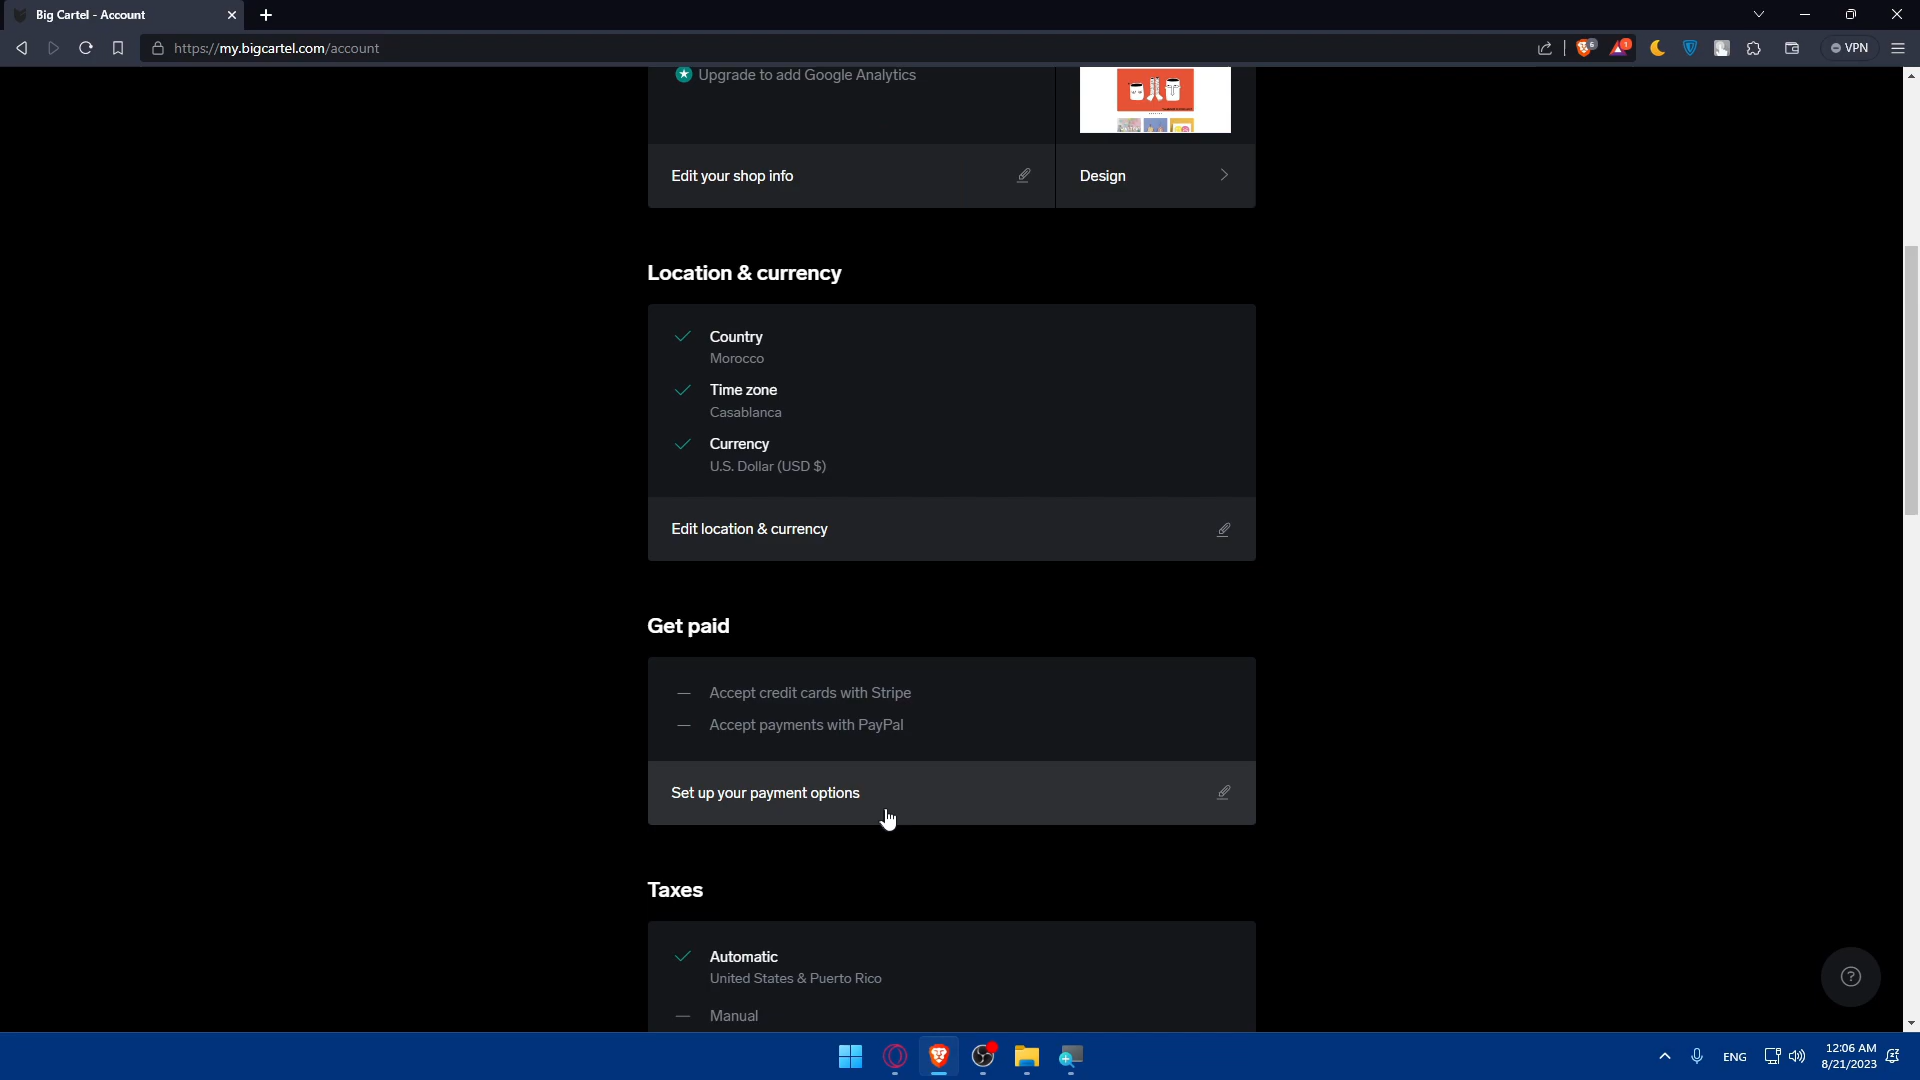 Big Cartel - Account
https://my.bigcartel.com/account
6
1
VPN
Upgrade to add Google Analytics
Edit your shop info
Design
Location & currency
Country
Morocco
Time zone
Casablanca
Currency
U.S. Dollar (USD $)
Edit location & currency
Get paid
Accept credit cards with Stripe
Accept payments with PayPal
Set up your payment options
Taxes
Automatic
United States & Puerto Rico
Manual
ENG
12:06 AM
8/21/2023